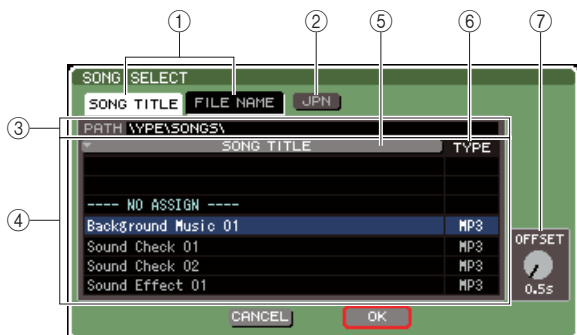 ① ② ⑤ ⑥ ⑦
SONG SELECT
SONG TITLE FILE NAME JPN
③ PATH \YPE\SONGS\
SONG TITLE TYPE
④ ---- NO ASSIGN ----
Background Music 01 MP3
Sound Check 01 MP3
Sound Check 02 MP3
Sound Effect 01 MP3
OFFSET
0.5s
CANCEL OK